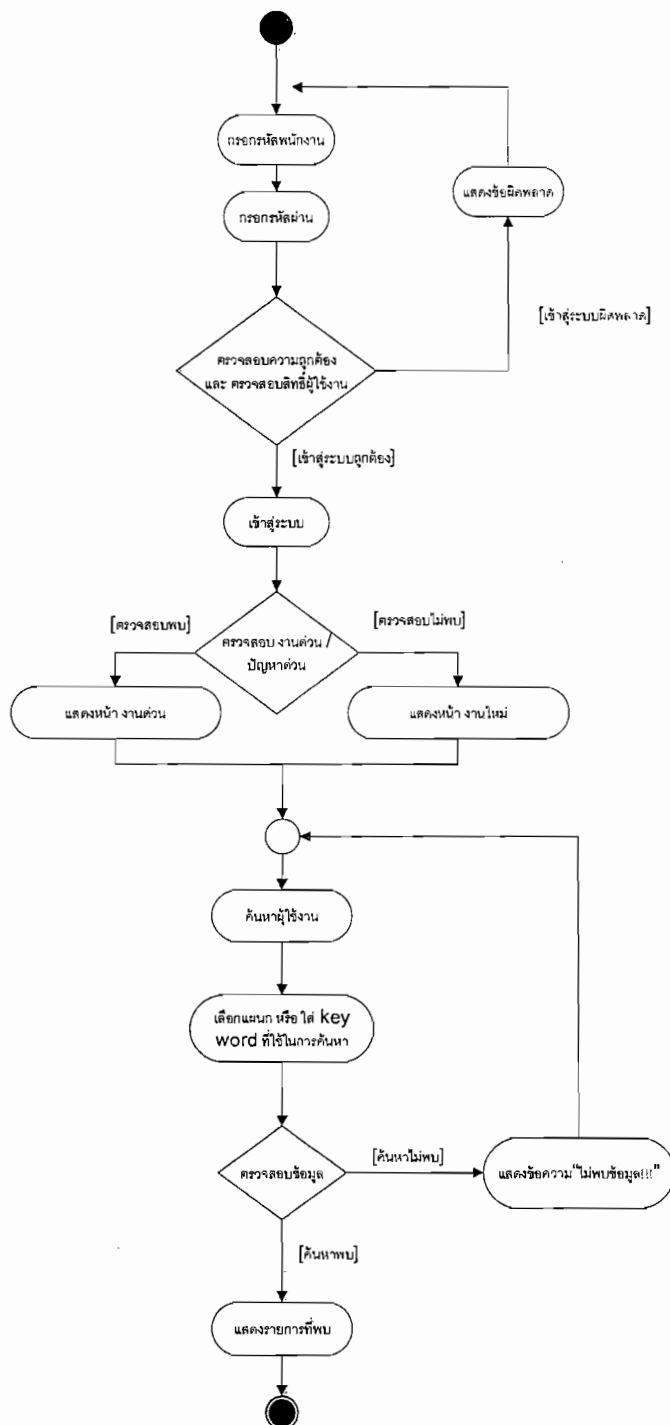 กรอกรหัสพนักงาน
แสดงข้อผิดพลาด
กรอกรหัสผ่าน
[เข้าสู่ระบบผิดพลาด]
ตรวจสอบความถูกต้อง
และ ตรวจสอบสิทธิ์ผู้ใช้งาน
[เข้าสู่ระบบถูกต้อง]
เข้าสู่ระบบ
[ตรวจสอบพบ]
[ตรวจสอบไม่พบ]
ตรวจสอบ งานด่วน /
ปัญหาด่วน
แสดงหน้า งานด่วน
แสดงหน้า งานใหม่
ค้นหาผู้ใช้งาน
เลือกแผนก หรือ ใส่ key
word ที่ใช้ในการค้นหา
[ค้นหาไม่พบ]
ตรวจสอบข้อมูล
แสดงข้อความ"ไม่พบข้อมูล!!!"
[ค้นหาพบ]
แสดงรายการที่พบ